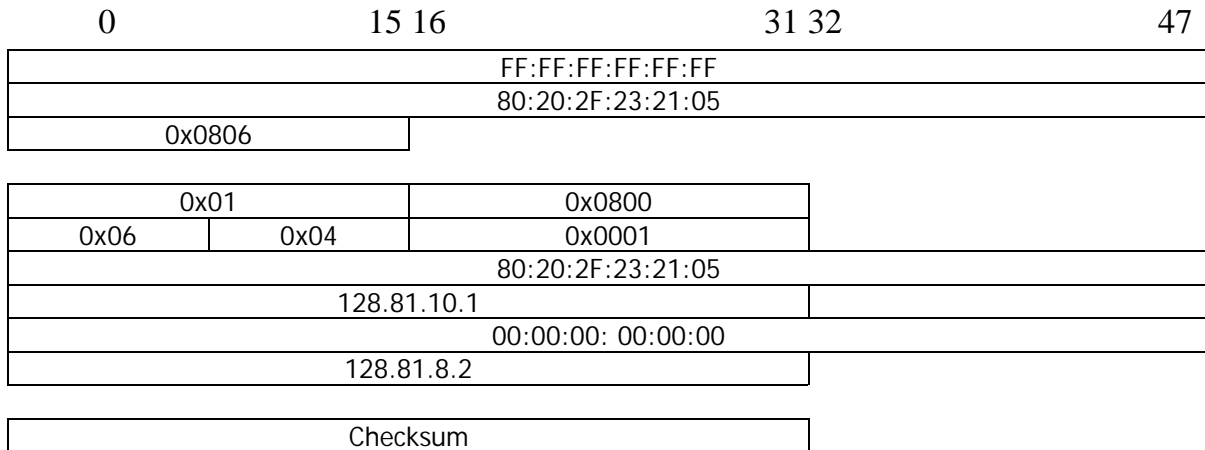 0 15 16 31 32 47
FF:FF:FF:FF:FF:FF
80:20:2F:23:21:05
0x0806
0x01 0x0800
0x06 0x04 0x0001
80:20:2F:23:21:05
128.81.10.1
00:00:00: 00:00:00
128.81.8.2
Checksum